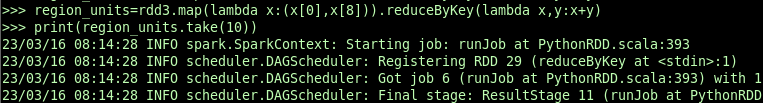 >>> region_units=rdd3.map(lambda x:(x[0],x[8])).reduceByKey(lambda x,y:x+y)
>>> print(region_units.take(10))
23/03/16 08:14:28 INFO spark.SparkContext: Starting job: runJob at PythonRDD.scala:393
23/03/16 08:14:28 INFO scheduler.DAGScheduler: Registering RDD 29 (reduceByKey at <stdin>:1)
23/03/16 08:14:28 INFO scheduler.DAGScheduler: Got job 6 (runJob at PythonRDD.scala:393) with 1
23/03/16 08:14:28 INFO scheduler.DAGScheduler: Final stage: ResultStage 11 (runJob at PythonRDD